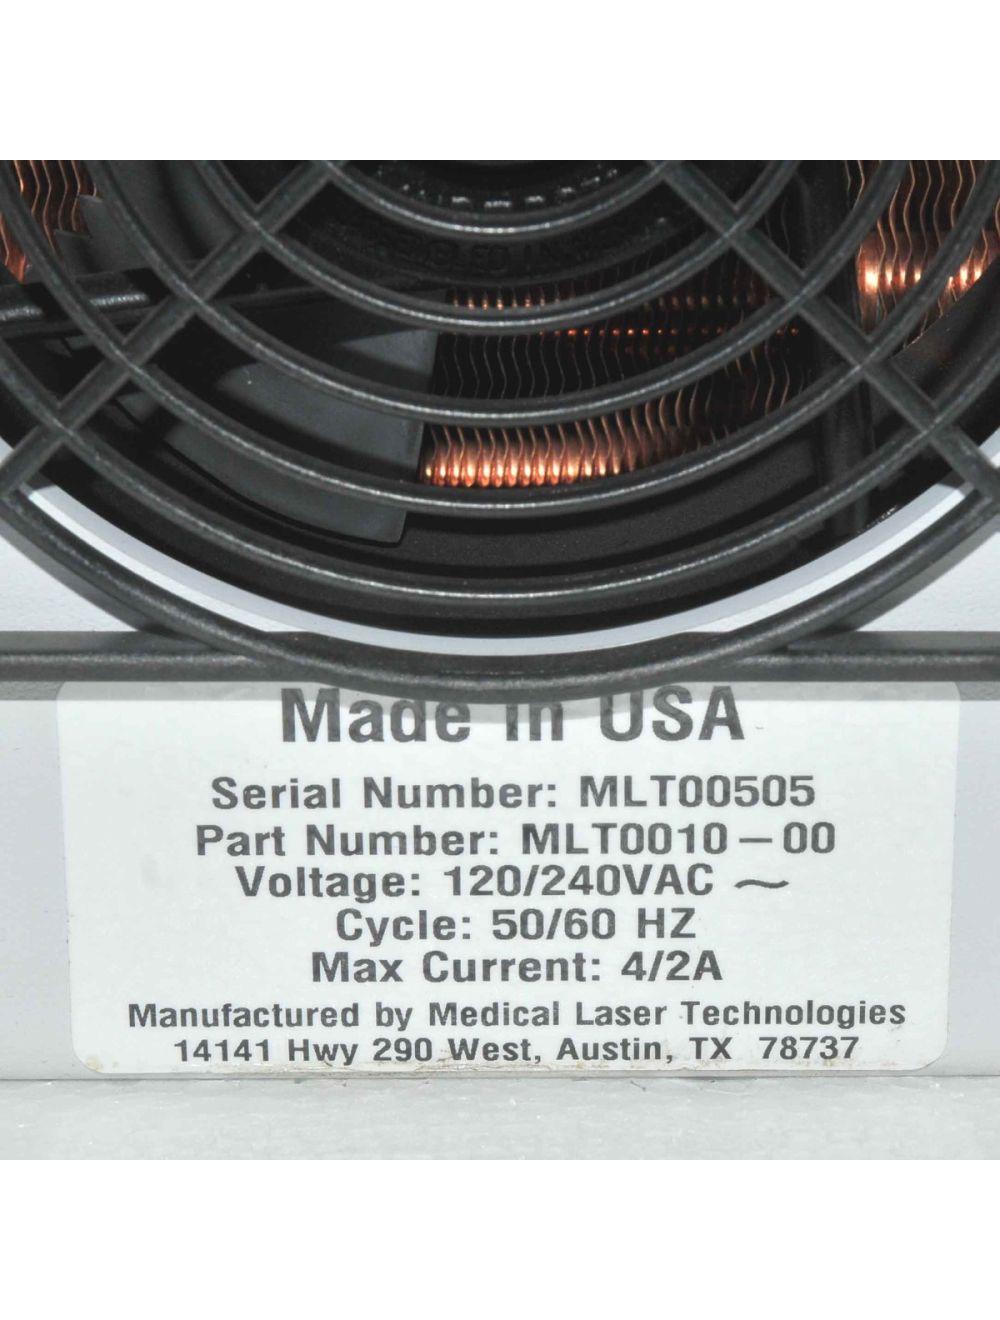 Made in USA
Serial Number: MLT00505
Part Number: MLT0010-00
Voltage: 120/240VAC ~
Cycle: 50/60 HZ
Max Current: 4/2A
Manufactured by Medical Laser Technologies
14141 Hwy 290 West, Austin, TX 78737